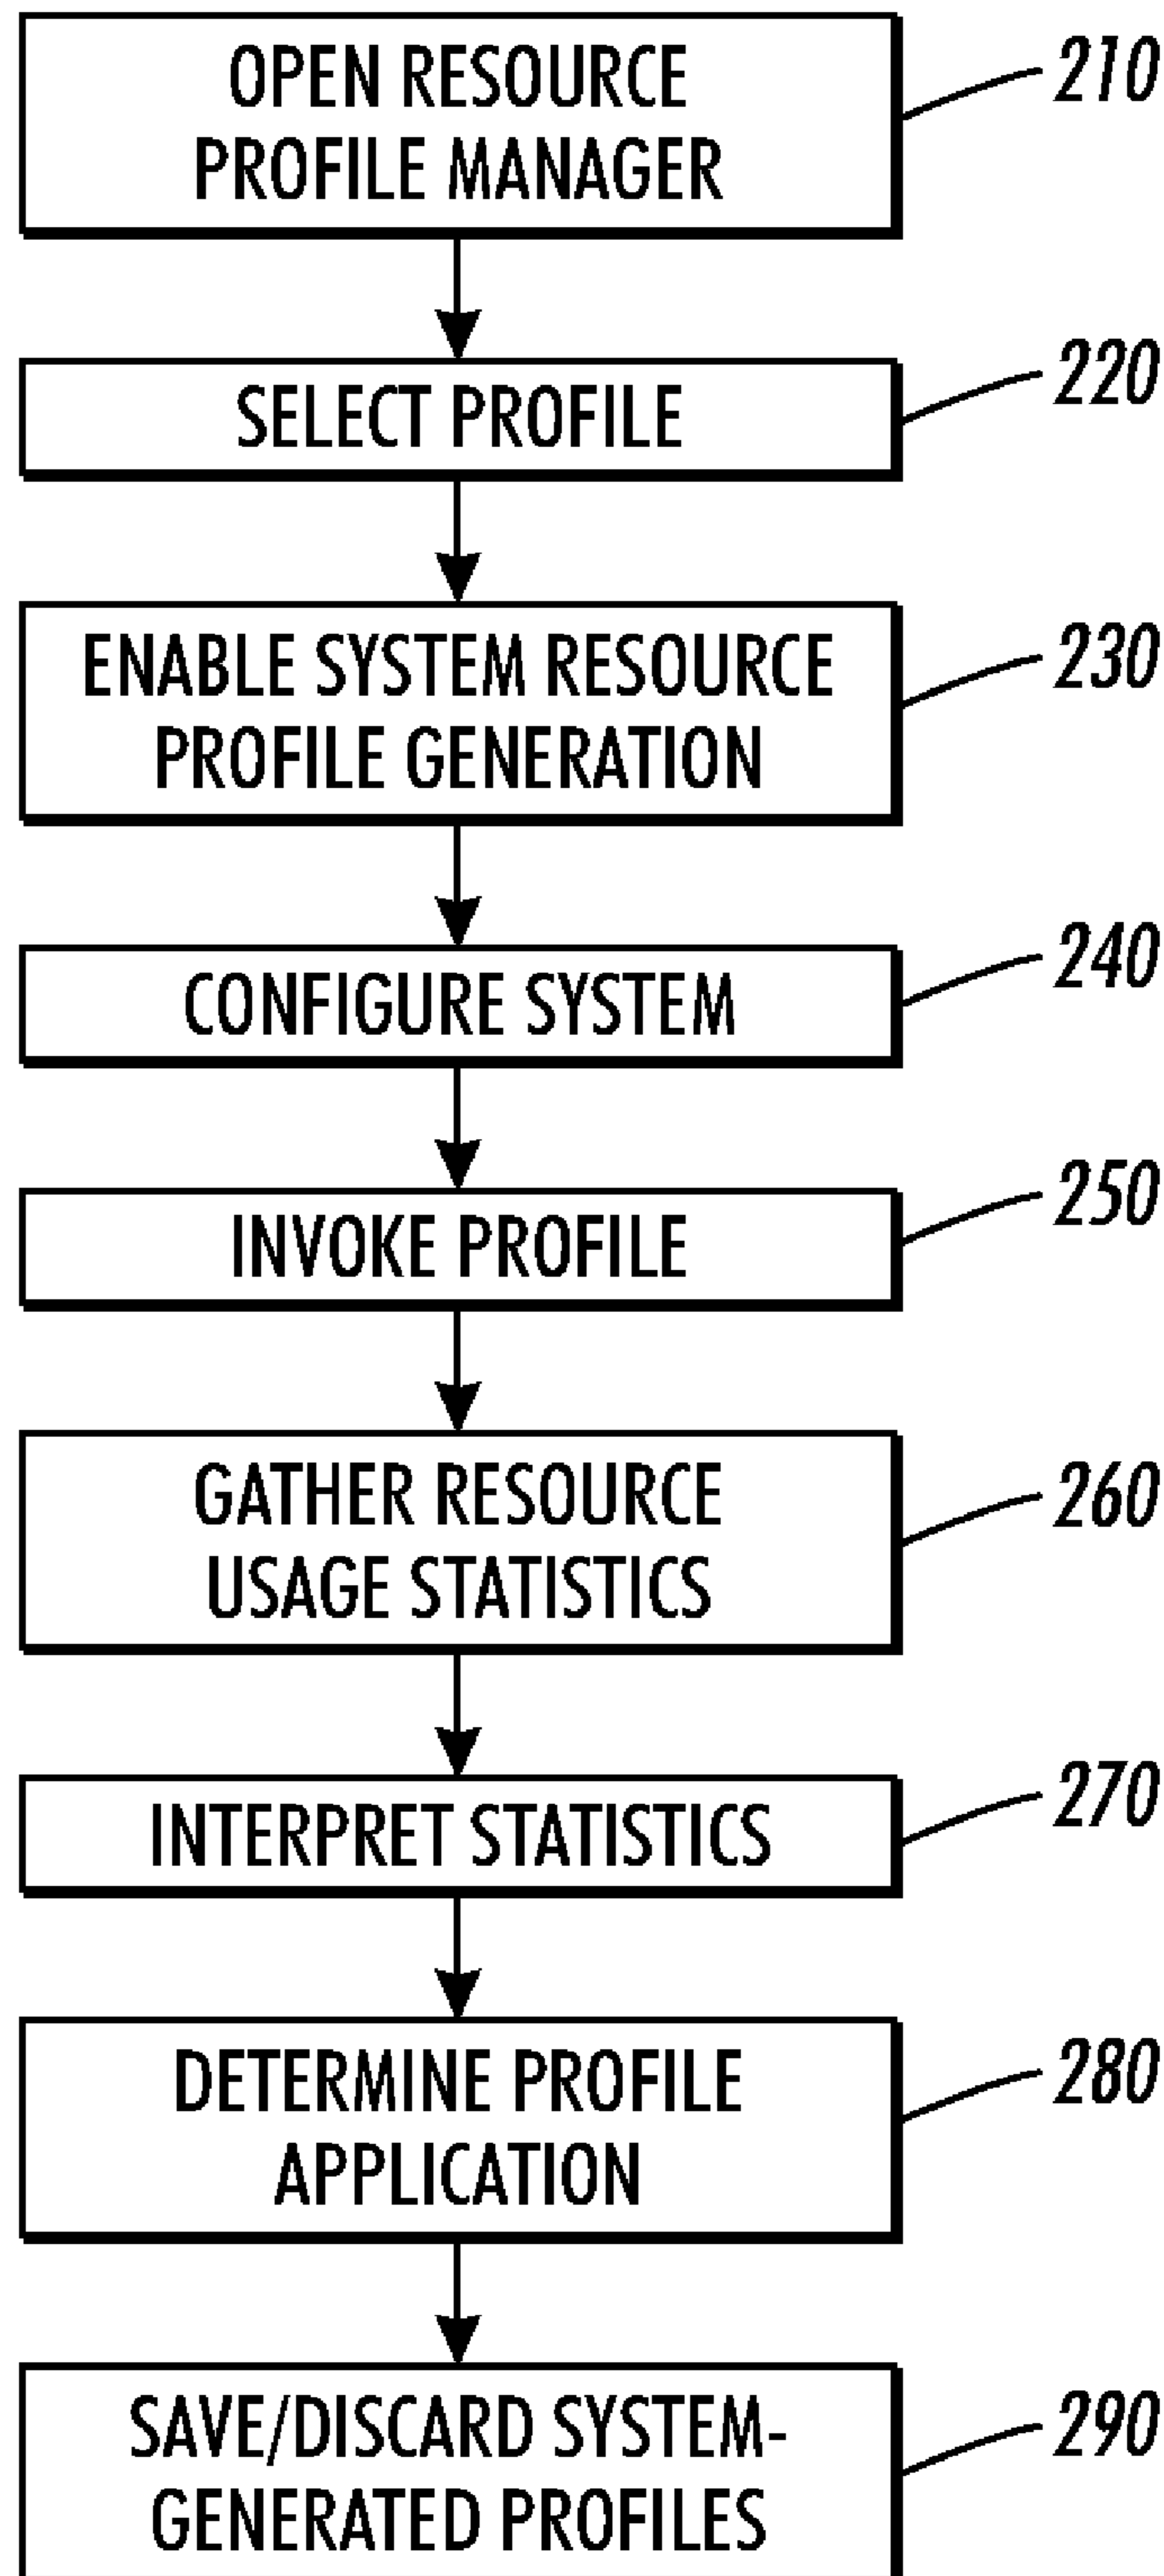 OPEN RESOURCE
PROFILE MANAGER
210
SELECT PROFILE
220
ENABLE SYSTEM RESOURCE
PROFILE GENERATION
230
CONFIGURE SYSTEM
240
INVOKE PROFILE
250
GATHER RESOURCE
USAGE STATISTICS
260
INTERPRET STATISTICS
270
DETERMINE PROFILE
APPLICATION
280
SAVE/DISCARD SYSTEM-
GENERATED PROFILES
290